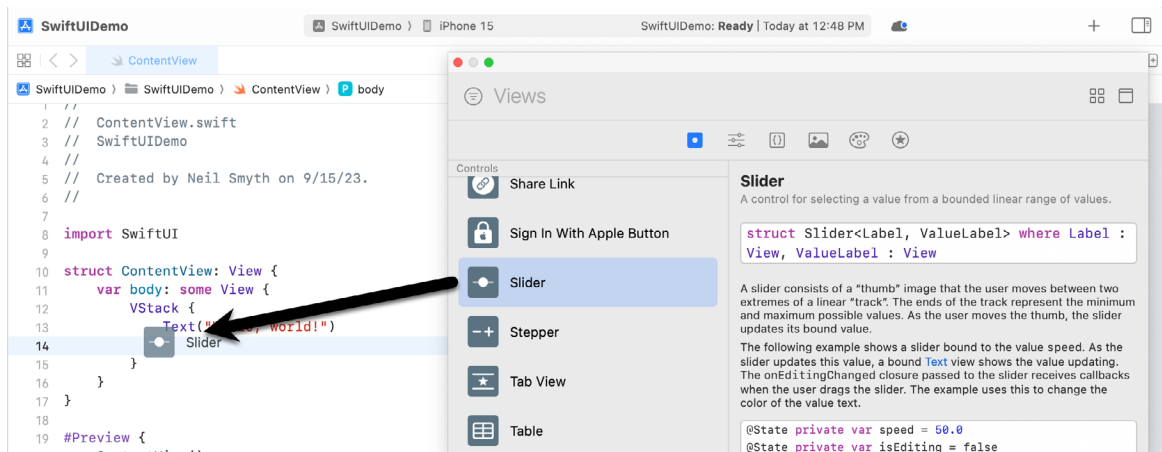 SwiftUIDemo
SwiftUIDemo 〉 iPhone 15
SwiftUIDemo: Ready | Today at 12:48 PM
ContentView
SwiftUIDemo 〉 SwiftUIDemo 〉 ContentView 〉 P body
1 //
2 // ContentView.swift
3 // SwiftUIDemo
4 //
5 // Created by Neil Smyth on 9/15/23.
6 //
7
8 import SwiftUI
9
10 struct ContentView: View {
11 var body: some View {
12 VStack {
13 Text(" world!")
14 Slider
15 }
16 }
17 }
18
19 #Preview {
Views
Controls
Share Link
Sign In With Apple Button
Slider
Stepper
Tab View
Table
Slider
A control for selecting a value from a bounded linear range of values.
struct Slider<Label, ValueLabel> where Label :
View, ValueLabel : View
A slider consists of a “thumb” image that the user moves between two
extremes of a linear “track”. The ends of the track represent the minimum
and maximum possible values. As the user moves the thumb, the slider
updates its bound value.
The following example shows a slider bound to the value speed. As the
slider updates this value, a bound Text view shows the value updating.
The onEditingChanged closure passed to the slider receives callbacks
when the user drags the slider. The example uses this to change the
color of the value text.
@State private var speed = 50.0
@State private var isEditing = false